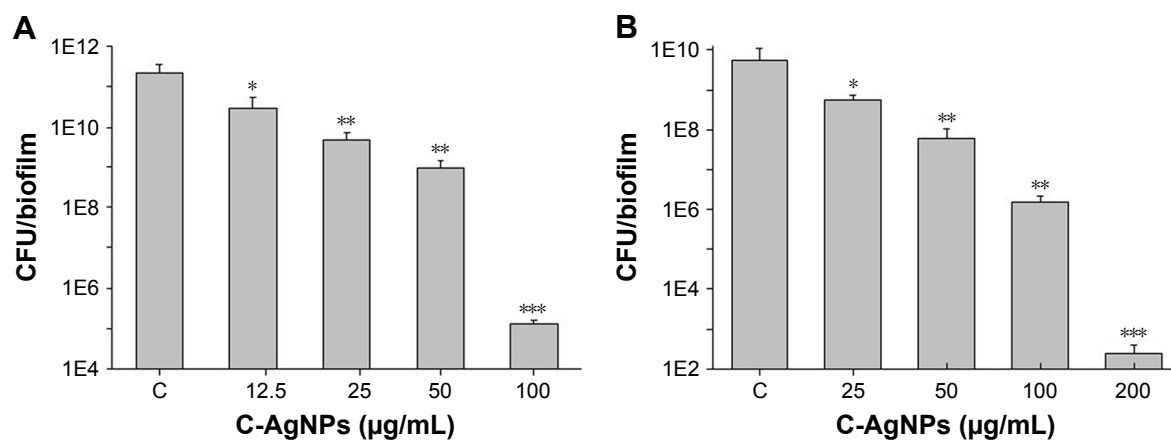 A
1E12
1E10
1E8
1E6
1E4
CFU/biofilm
*
**
**
***
C 12.5 25 50 100
C-AgNPs (µg/mL)
B
1E10
1E8
1E6
1E4
1E2
CFU/biofilm
*
**
**
***
C 25 50 100 200
C-AgNPs (µg/mL)